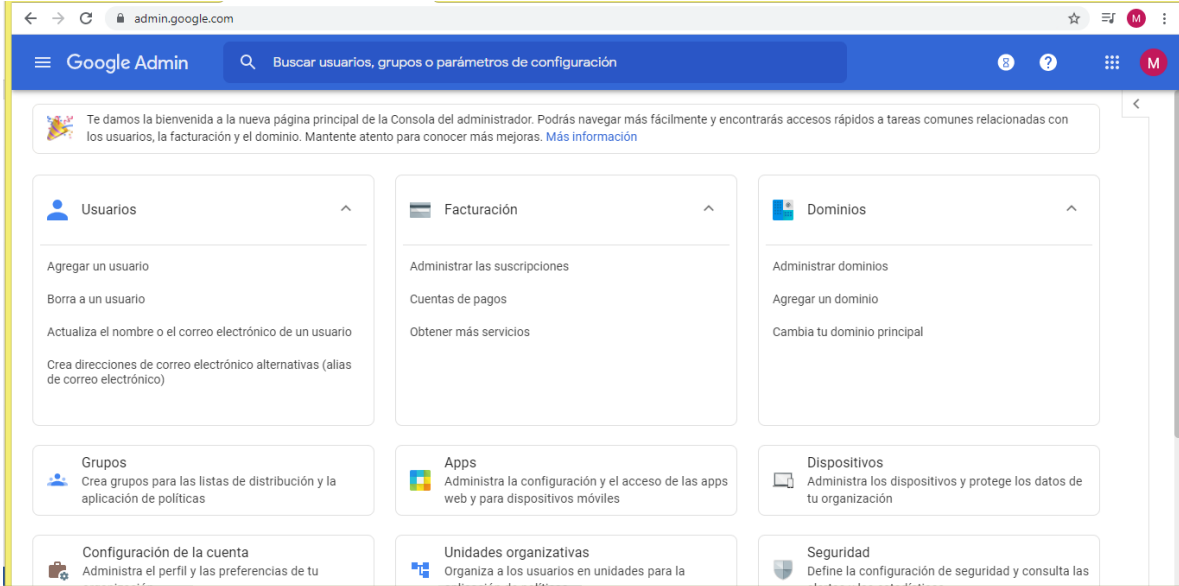 admin.google.com
M
Google Admin
Buscar usuarios, grupos o parámetros de configuración
M
Te damos la bienvenida a la nueva página principal de la Consola del administrador. Podrás navegar más fácilmente y encontrarás accesos rápidos a tareas comunes relacionadas con
los usuarios, la facturación y el dominio. Mantente atento para conocer más mejoras. Más información
Usuarios
Agregar un usuario
Borra a un usuario
Actualiza el nombre o el correo electrónico de un usuario
Crea direcciones de correo electrónico alternativas (alias
de correo electrónico)
Facturación
Administrar las suscripciones
Cuentas de pagos
Obtener más servicios
Dominios
Administrar dominios
Agregar un dominio
Cambia tu dominio principal
Grupos
Crea grupos para las listas de distribución y la
aplicación de políticas
Apps
Administra la configuración y el acceso de las apps
web y para dispositivos móviles
Dispositivos
Administra los dispositivos y protege los datos de
tu organización
Configuración de la cuenta
Administra el perfil y las preferencias de tu
Unidades organizativas
Organiza a los usuarios en unidades para la
Seguridad
Define la configuración de seguridad y consulta las